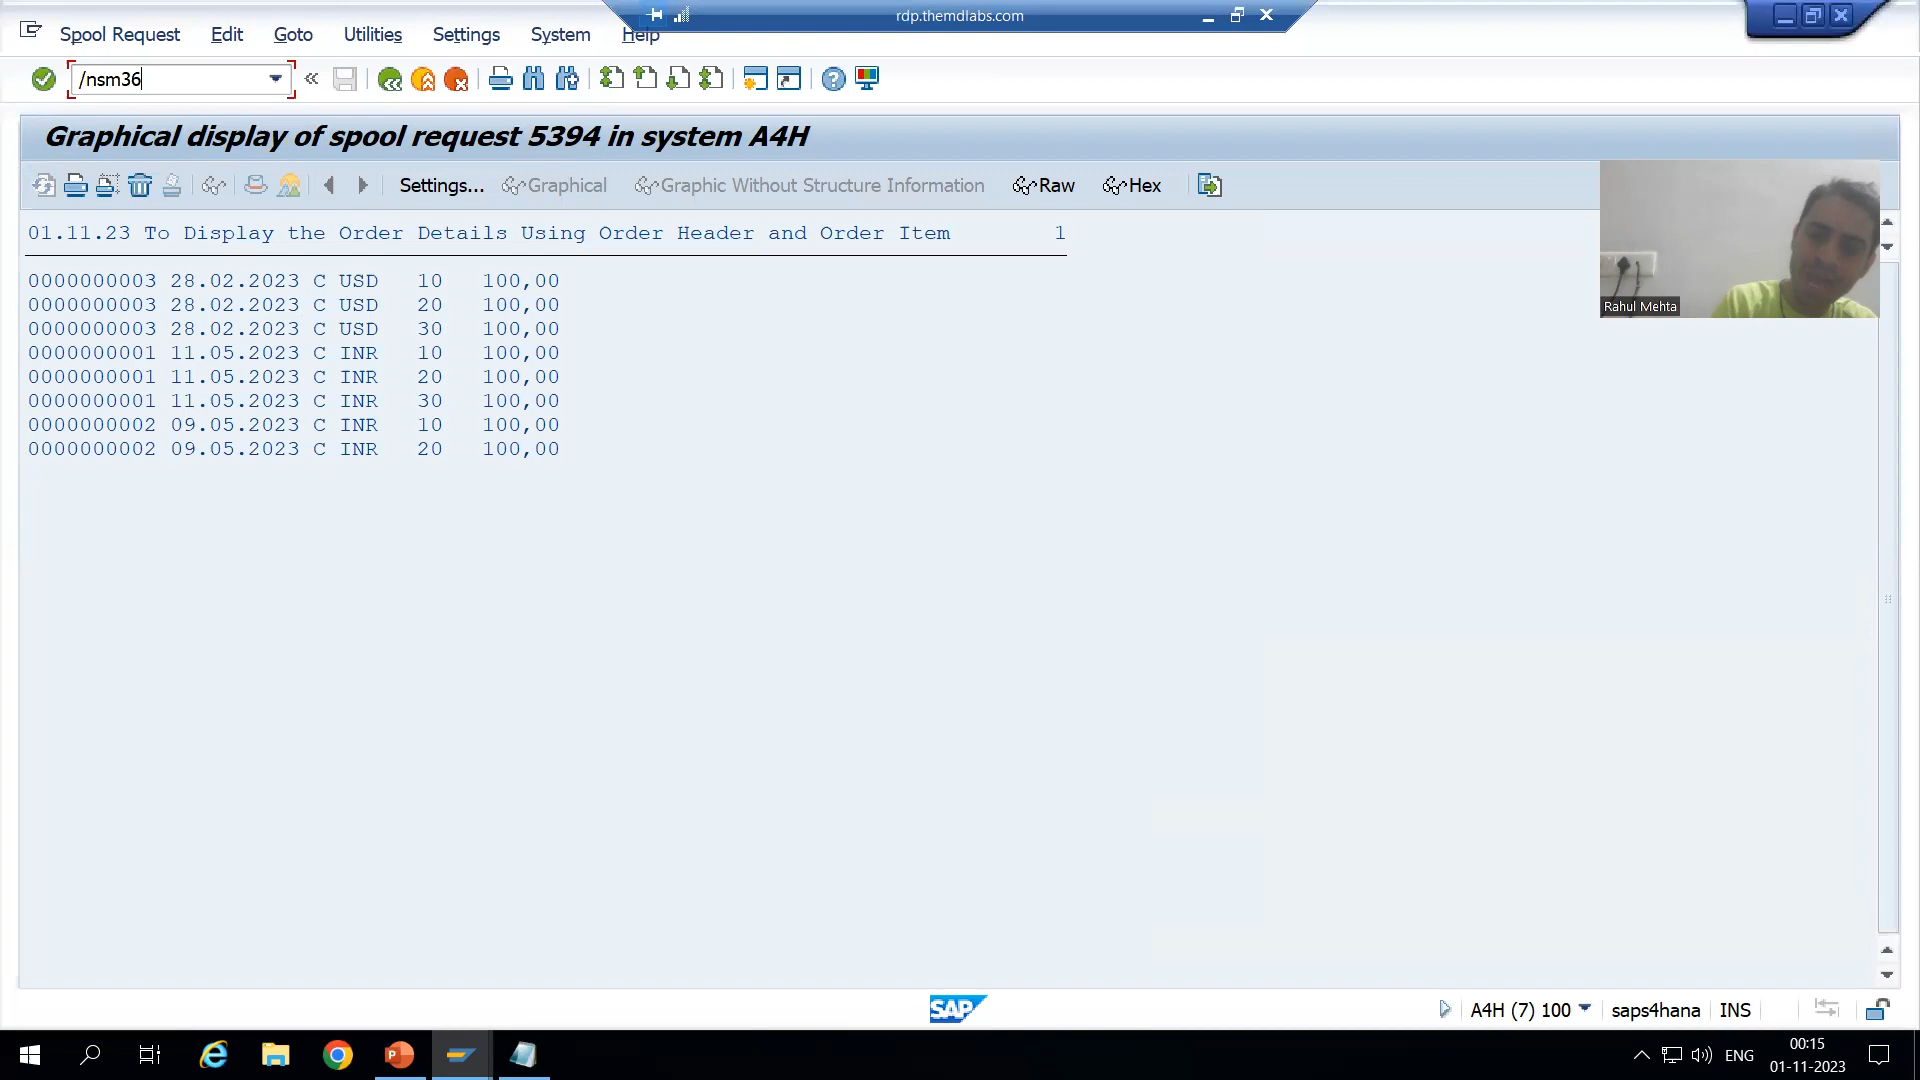 rdp.themdlabs.com
Spool Request Edit Goto Utilities Settings System Help
/nsm36
Graphical display of spool request 5394 in system A4H
Settings... Graphical Graphic Without Structure Information Raw Hex
01.11.23 To Display the Order Details Using Order Header and Order Item 1
0000000003 28.02.2023 C USD 10 100,00
0000000003 28.02.2023 C USD 20 100,00
0000000003 28.02.2023 C USD 30 100,00
0000000001 11.05.2023 C INR 10 100,00
0000000001 11.05.2023 C INR 20 100,00
0000000001 11.05.2023 C INR 30 100,00
0000000002 09.05.2023 C INR 10 100,00
0000000002 09.05.2023 C INR 20 100,00
Rahul Mehta
SAP
A4H (7) 100 saps4hana INS
ENG
00:15
01-11-2023